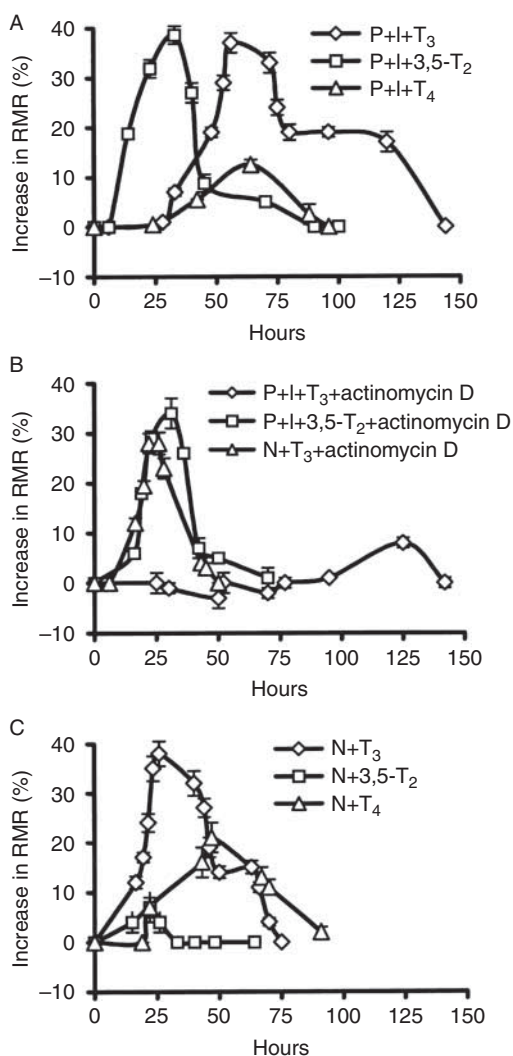 A
Increase in RMR (%)
40
30
20
10
0
–10
P+I+T3
P+I+3,5-T2
P+I+T4
0 25 50 75 100 125 150
Hours
B
Increase in RMR (%)
40
30
20
10
0
–10
P+I+T3+actinomycin D
P+I+3,5-T2+actinomycin D
N+T3+actinomycin D
0 25 50 75 100 125 150
Hours
C
Increase in RMR (%)
40
30
20
10
0
–10
N+T3
N+3,5-T2
N+T4
0 25 50 75 100 125 150
Hours